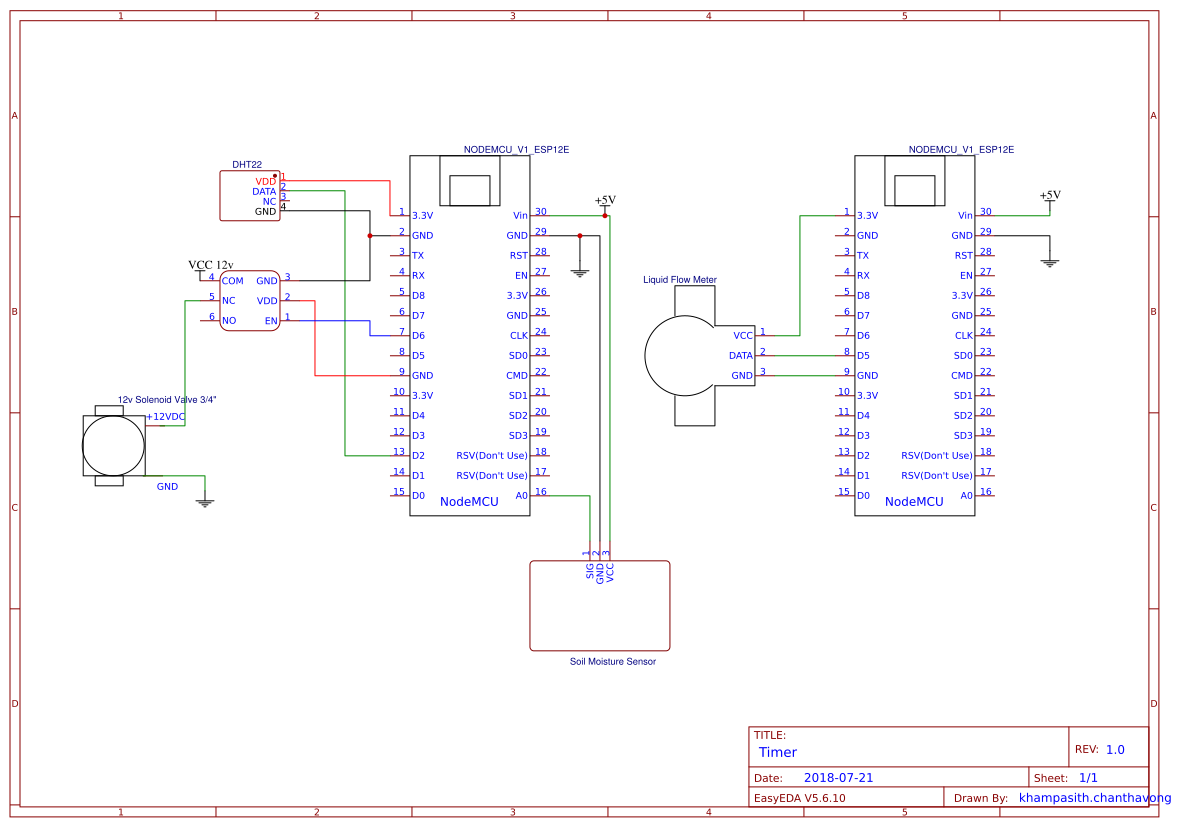 1 2 3 4 5
A A
B B
C C
D D
1 2 3 4 5
DHT22
VDD 1
DATA 2
NC 3
GND 4
VCC 12v
4 COM GND 3
5 NC VDD 2
6 NO EN 1
12v Solenoid Valve 3/4"
+12VDC
GND
NODEMCU_V1_ESP12E
+5V
1 3.3V Vin 30
2 GND GND 29
3 TX RST 28
4 RX EN 27
5 D8 3.3V 26
6 D7 GND 25
7 D6 CLK 24
8 D5 SD0 23
9 GND CMD 22
10 3.3V SD1 21
11 D4 SD2 20
12 D3 SD3 19
13 D2 RSV(Don't Use) 18
14 D1 RSV(Don't Use) 17
15 D0 A0 16
NodeMCU
1 2 3
SIG GND VCC
Soil Moisture Sensor
Liquid Flow Meter
VCC 1
DATA 2
GND 3
NODEMCU_V1_ESP12E
+5V
1 3.3V Vin 30
2 GND GND 29
3 TX RST 28
4 RX EN 27
5 D8 3.3V 26
6 D7 GND 25
7 D6 CLK 24
8 D5 SD0 23
9 GND CMD 22
10 3.3V SD1 21
11 D4 SD2 20
12 D3 SD3 19
13 D2 RSV(Don't Use) 18
14 D1 RSV(Don't Use) 17
15 D0 A0 16
NodeMCU
TITLE:
Timer
REV: 1.0
Date: 2018-07-21 Sheet: 1/1
EasyEDA V5.6.10 Drawn By: khampasith.chanthavong